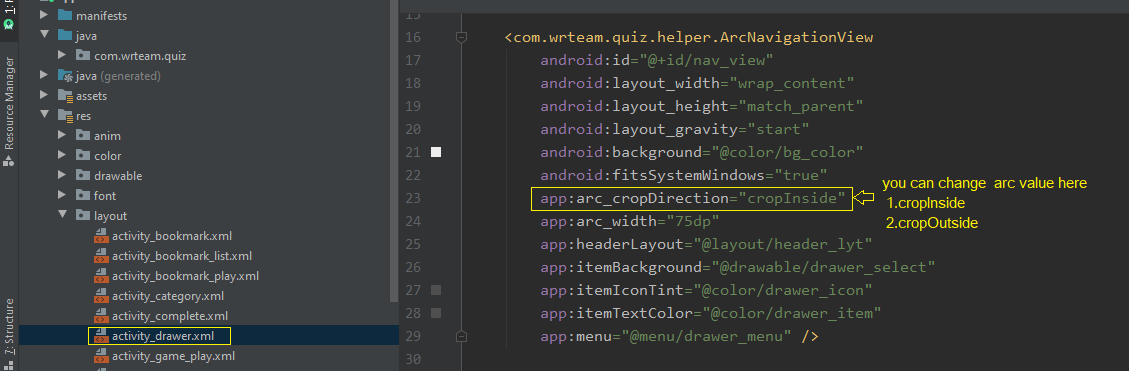 app
manifests
java
com.wrteam.quiz
java (generated)
assets
res
anim
color
drawable
font
layout
activity_bookmark.xml
activity_bookmark_list.xml
activity_bookmark_play.xml
activity_category.xml
activity_complete.xml
activity_drawer.xml
activity_game_play.xml
Resource Manager
Z: Structure
15
16 <com.wrteam.quiz.helper.ArcNavigationView
17 android:id="@+id/nav_view"
18 android:layout_width="wrap_content"
19 android:layout_height="match_parent"
20 android:layout_gravity="start"
21 android:background="@color/bg_color"
22 android:fitsSystemWindows="true"
23 app:arc_cropDirection="cropInside"
24 app:arc_width="75dp"
25 app:headerLayout="@layout/header_lyt"
26 app:itemBackground="@drawable/drawer_select"
27 app:itemIconTint="@color/drawer_icon"
28 app:itemTextColor="@color/drawer_item"
29 app:menu="@menu/drawer_menu" />
30
you can change arc value here
1.cropInside
2.cropOutside